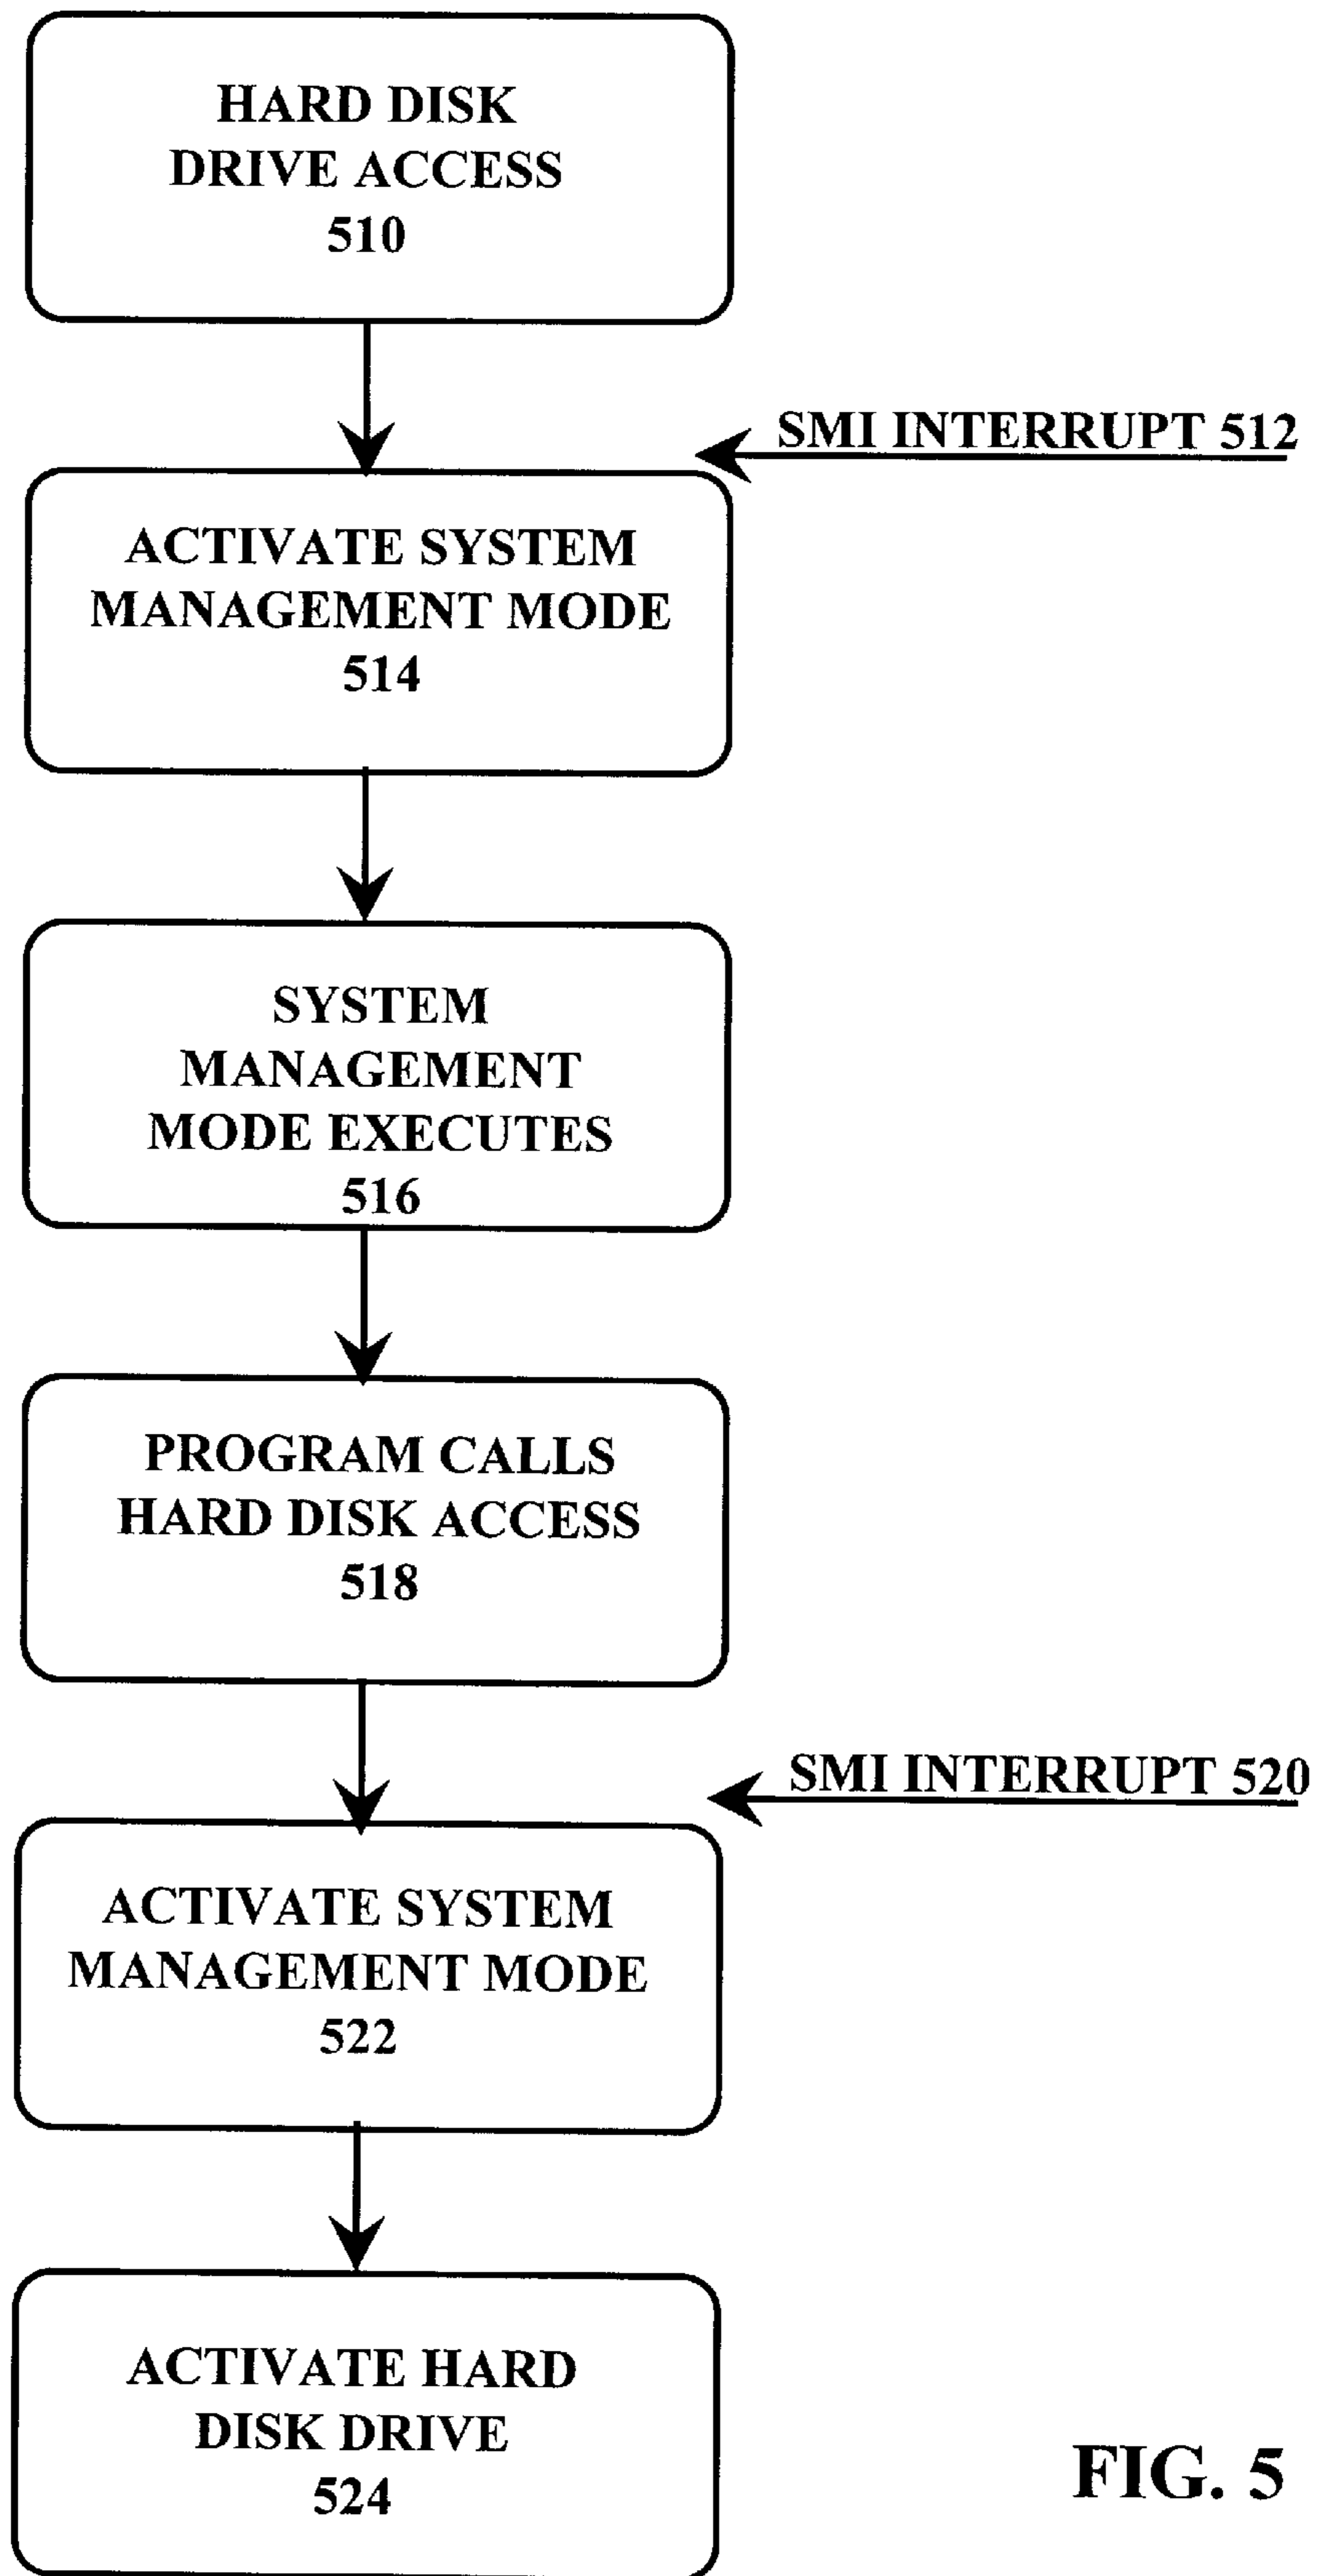 HARD DISK
DRIVE ACCESS
510
SMI INTERRUPT 512
ACTIVATE SYSTEM
MANAGEMENT MODE
514
SYSTEM
MANAGEMENT
MODE EXECUTES
516
PROGRAM CALLS
HARD DISK ACCESS
518
SMI INTERRUPT 520
ACTIVATE SYSTEM
MANAGEMENT MODE
522
ACTIVATE HARD
DISK DRIVE
524
FIG. 5